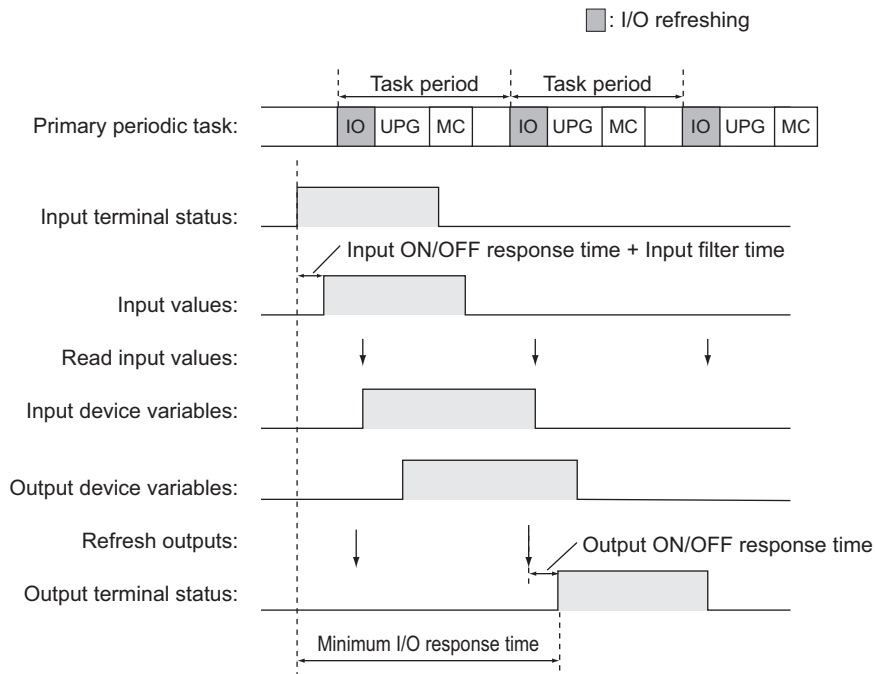 : I/O refreshing
Task period Task period
Primary periodic task: IO UPG MC IO UPG MC IO UPG MC
Input terminal status:
Input ON/OFF response time + Input filter time
Input values:
Read input values:
Input device variables:
Output device variables:
Refresh outputs:
Output ON/OFF response time
Output terminal status:
Minimum I/O response time